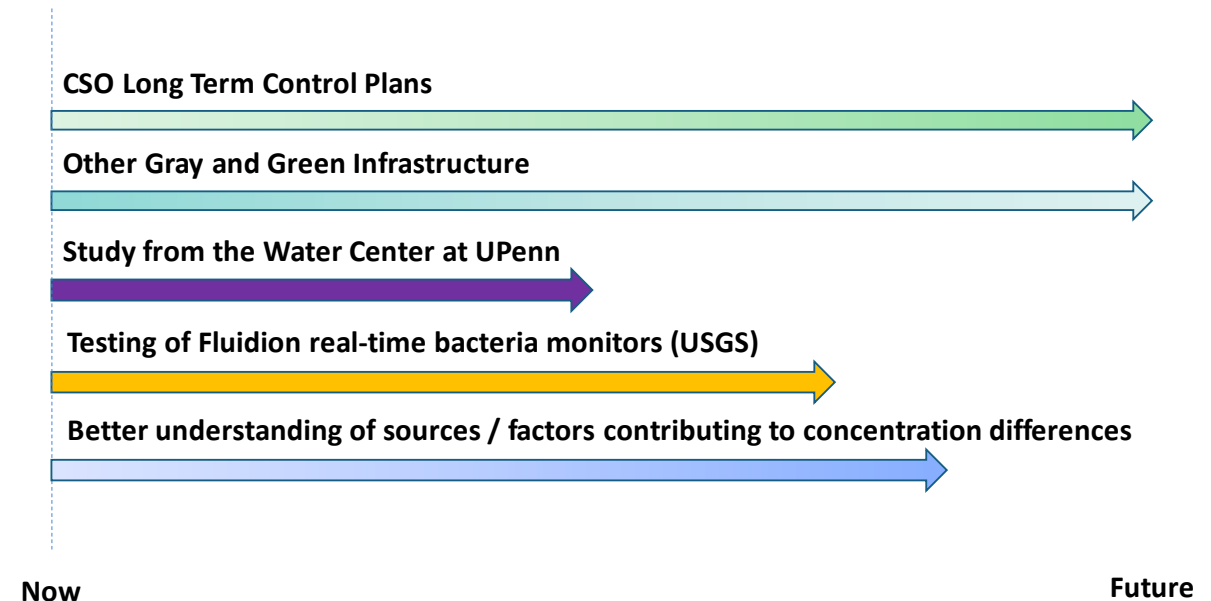 CSO Long Term Control Plans
Other Gray and Green Infrastructure
Study from the Water Center at UPenn
Testing of Fluidion real-time bacteria monitors (USGS)
Better understanding of sources / factors contributing to concentration differences
Now
Future